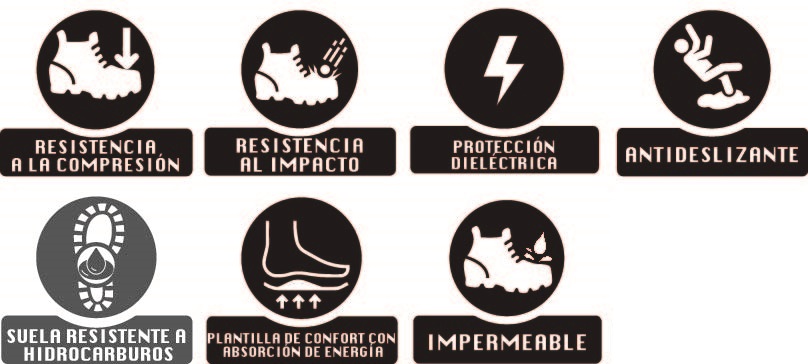 RESISTENCIA
A LA COMPRESIÓN
RESISTENCIA
AL IMPACTO
PROTECCIÓN
DIELÉCTRICA
ANTIDESLIZANTE
SUELA RESISTENTE A
HIDROCARBUROS
PLANTILLA DE CONFORT CON
ABSORCIÓN DE ENERGÍA
IMPERMEABLE